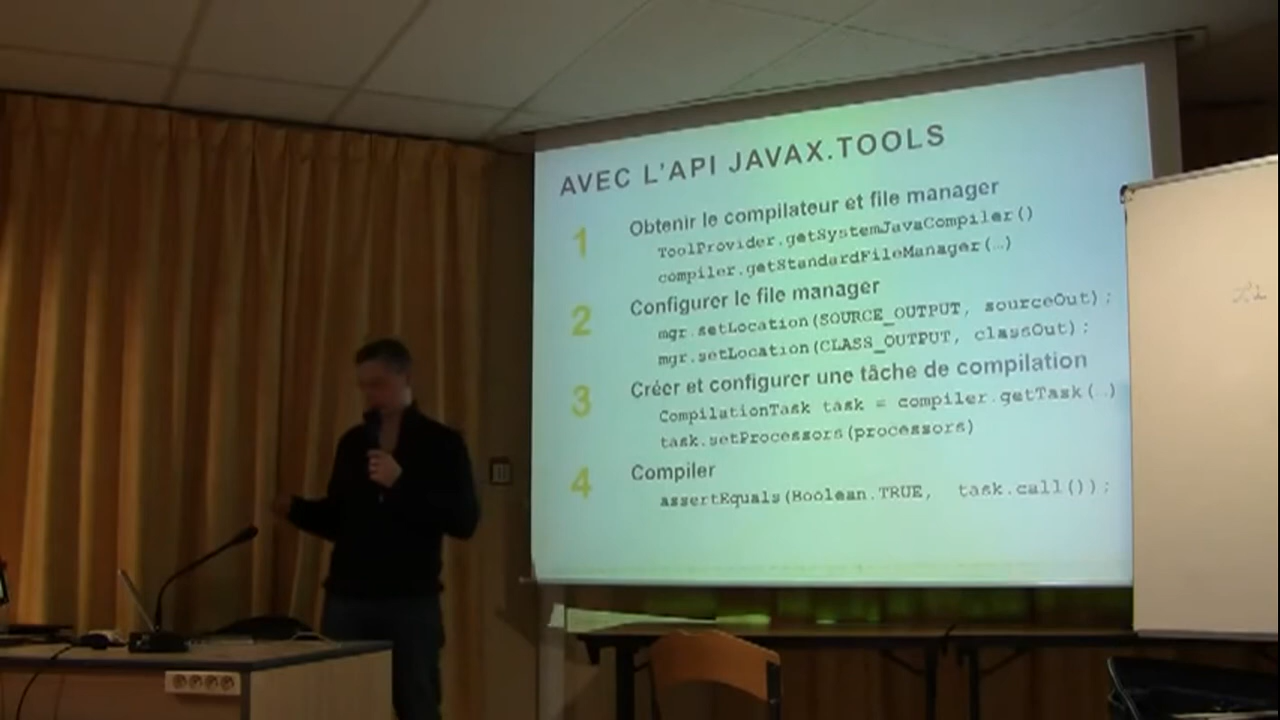 AVEC L'API JAVAX.TOOLS
1 Obtenir le compilateur et file manager
ToolProvider.getSystemJavaCompiler()
compiler.getStandardFileManager(…)
2 Configurer le file manager
mgr.setLocation(SOURCE_OUTPUT, sourceOut);
mgr.setLocation(CLASS_OUTPUT, classOut);
3 Créer et configurer une tâche de compilation
CompilationTask task = compiler.getTask(…)
task.setProcessors(processors)
4 Compiler
assertEquals(Boolean.TRUE, task.call());